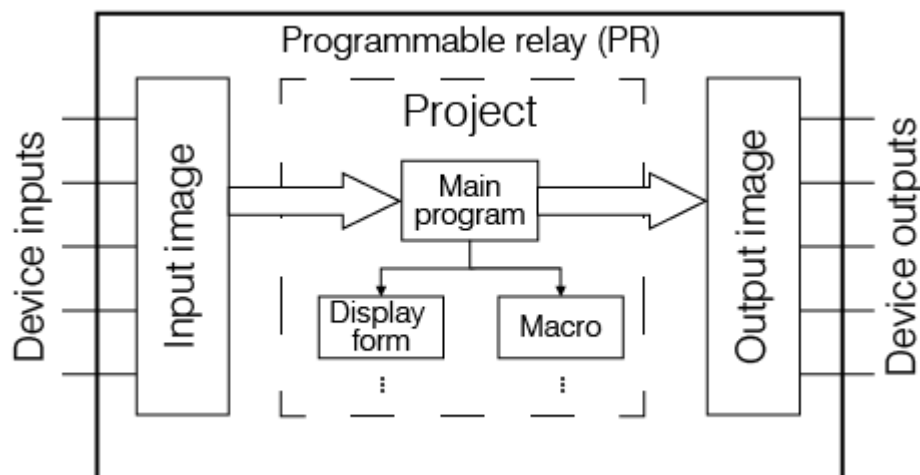 Programmable relay (PR)
Project
Device inputs
Input image
Main
program
Display
form
Macro
Output image
Device outputs